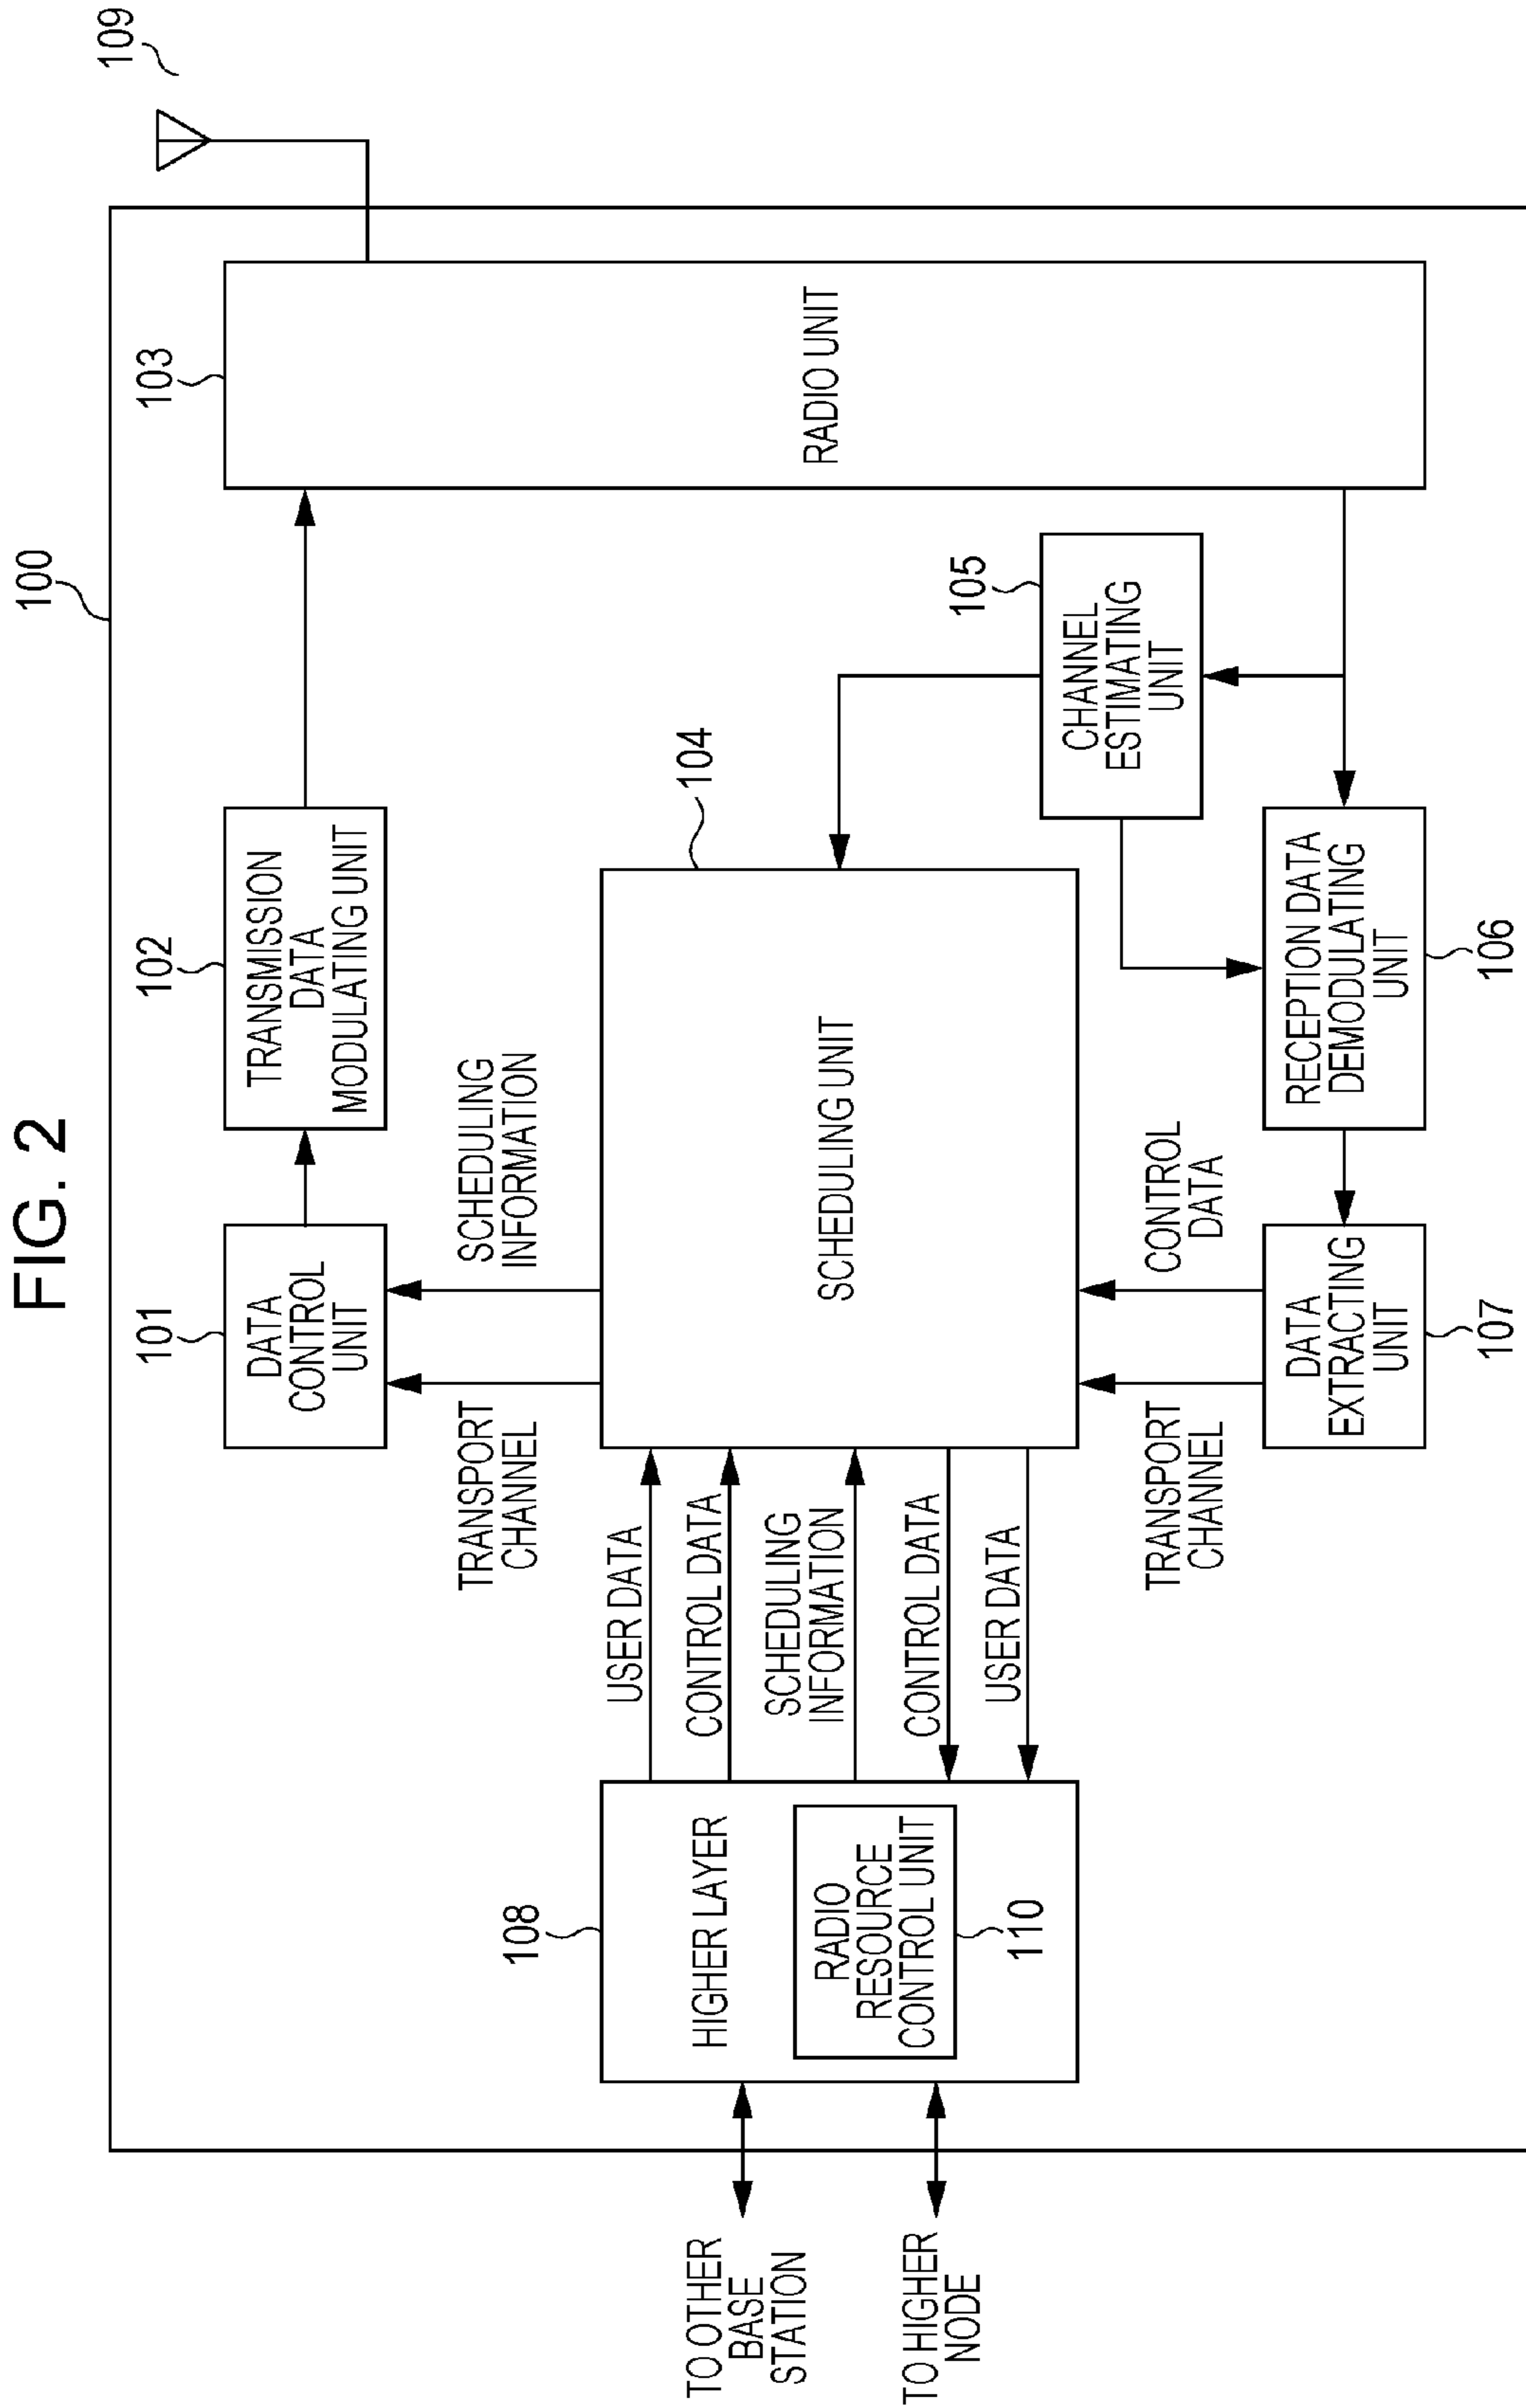 FIG. 2
100
109
101
DATA
CONTROL
UNIT
102
TRANSMISSION
DATA
MODULATING UNIT
103
RADIO UNIT
TRANSPORT
CHANNEL
SCHEDULING
INFORMATION
108
HIGHER LAYER
RADIO
RESOURCE
CONTROL UNIT
110
TO OTHER
BASE
STATION
TO HIGHER
NODE
USER DATA
CONTROL DATA
SCHEDULING
INFORMATION
CONTROL DATA
USER DATA
104
SCHEDULING UNIT
105
CHANNEL
ESTIMATING
UNIT
TRANSPORT
CHANNEL
CONTROL
DATA
DATA
EXTRACTING
UNIT
107
RECEPTION DATA
DEMODULATING
UNIT
106